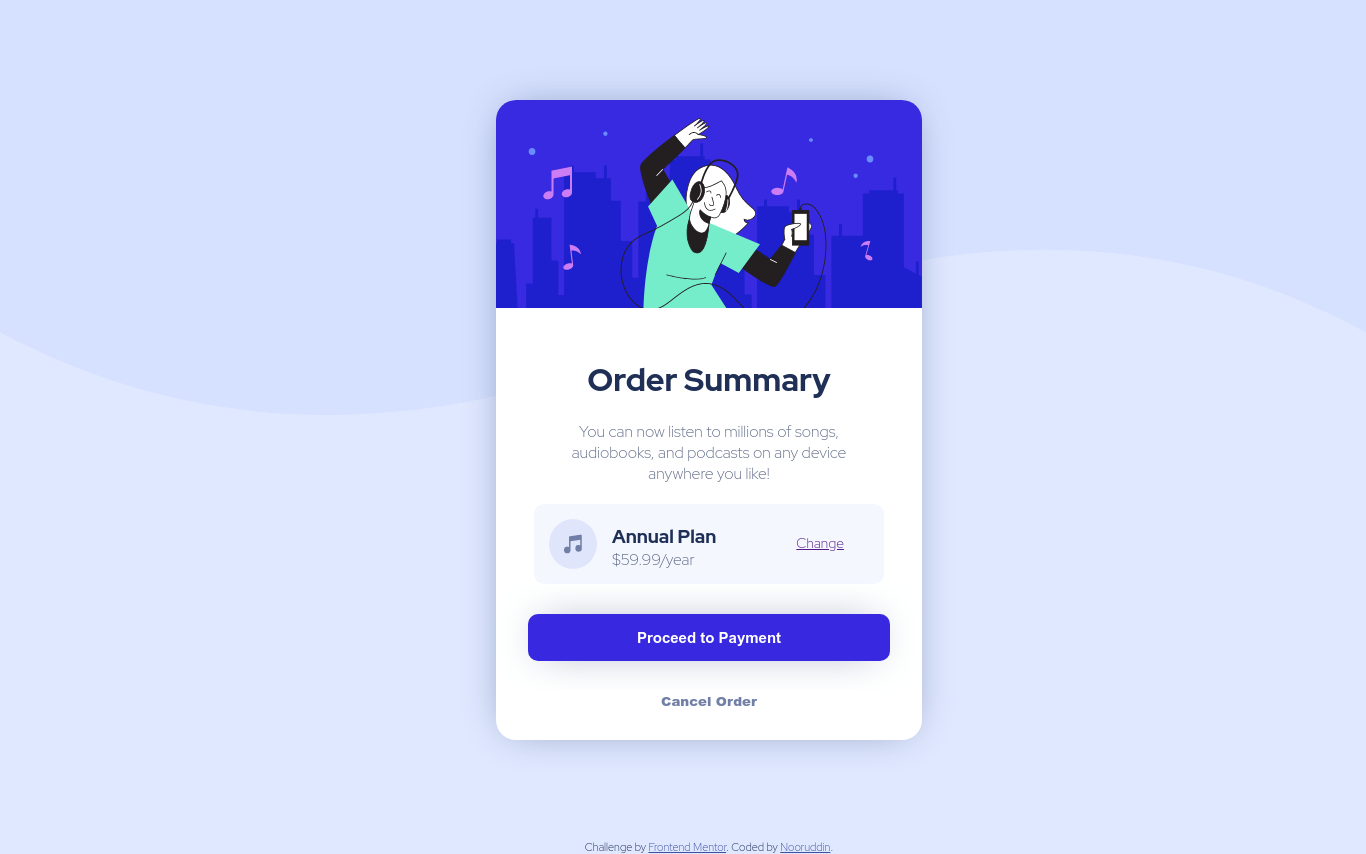 Order Summary
You can now listen to millions of songs,
audiobooks, and podcasts on any device
anywhere you like!
Annual Plan
$59.99/year
Change
Proceed to Payment
Cancel Order
Challenge by Frontend Mentor. Coded by Nooruddin.